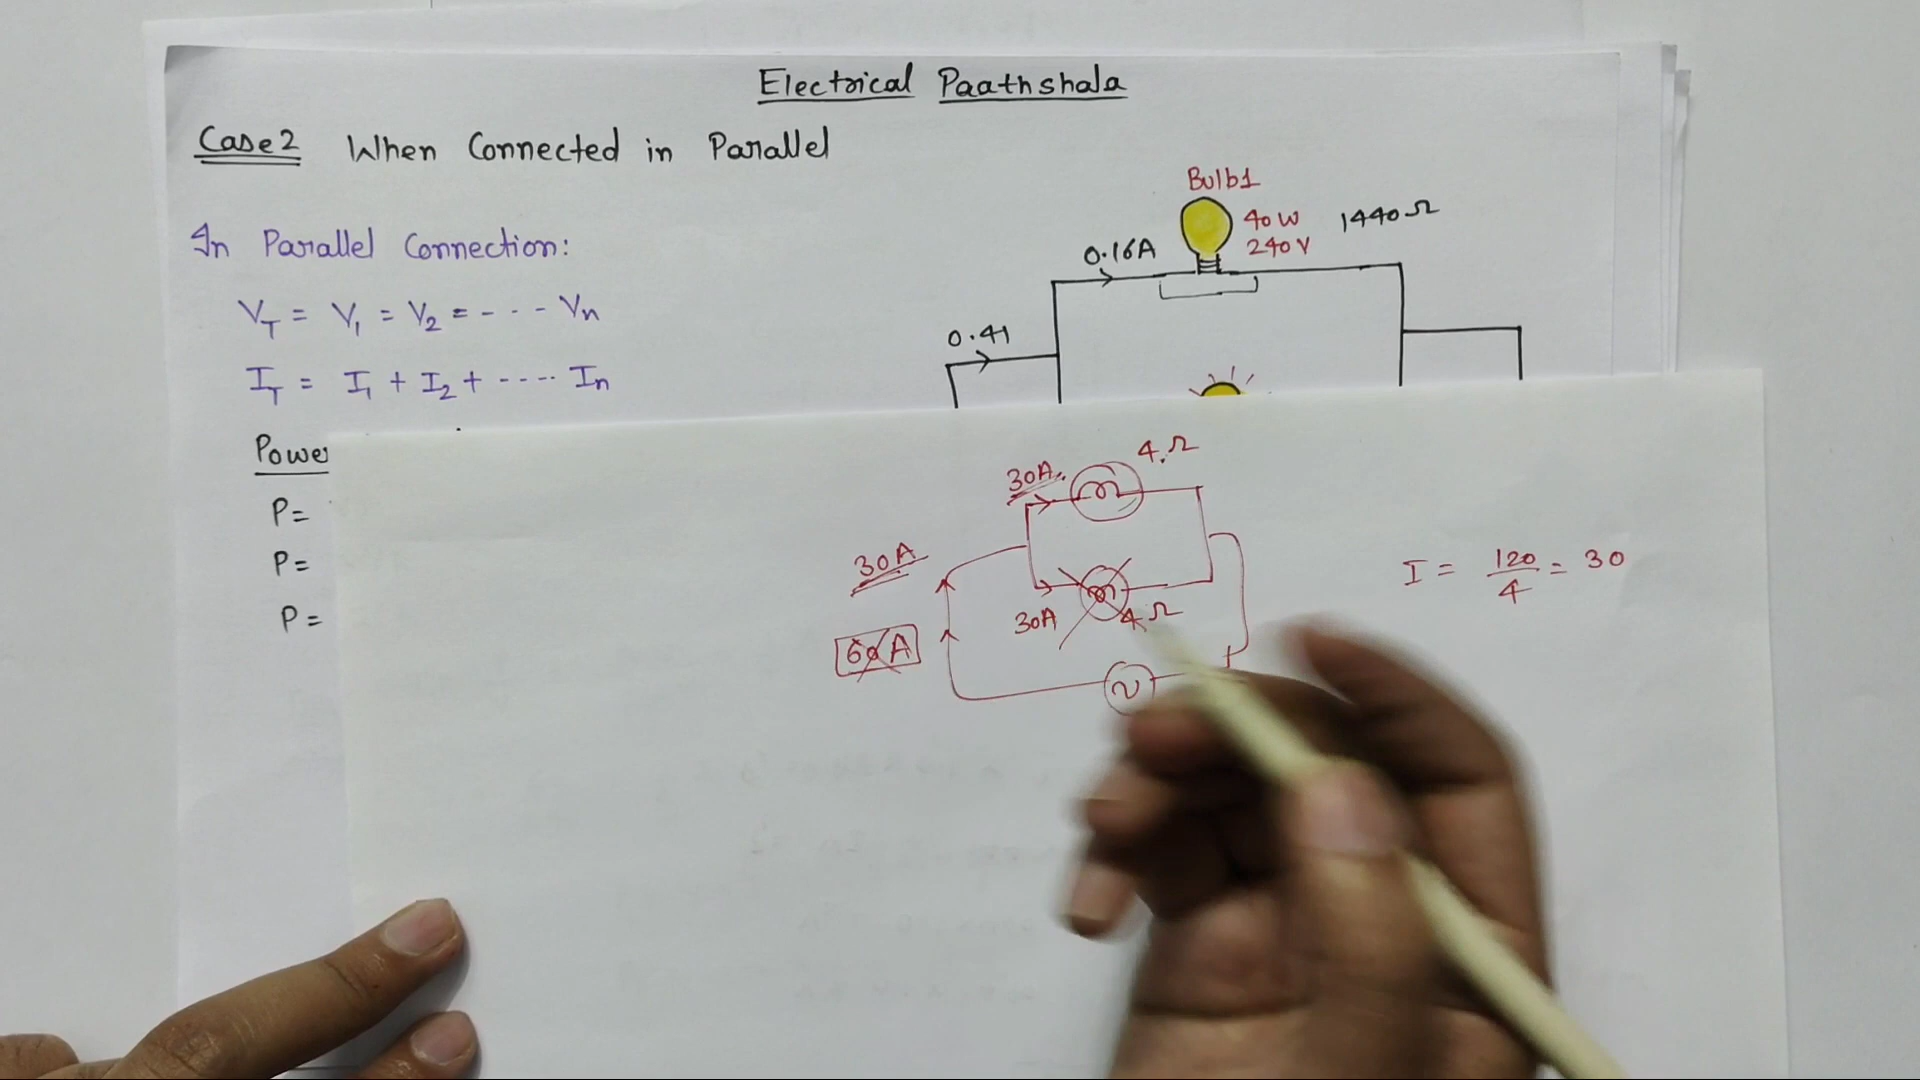 Electrical Paathshala
Case 2 When Connected in Parallel
In Parallel Connection:
V_T = V_1 = V_2 = - - - V_n
I_T = I_1 + I_2 + ---- I_n
Power
P =
P =
P =
Bulb1
40 W
240 V
1440 Ω
0.16A
0.41
4 Ω
30A
30A
30A
4 Ω
60 A
I = 120/4 = 30